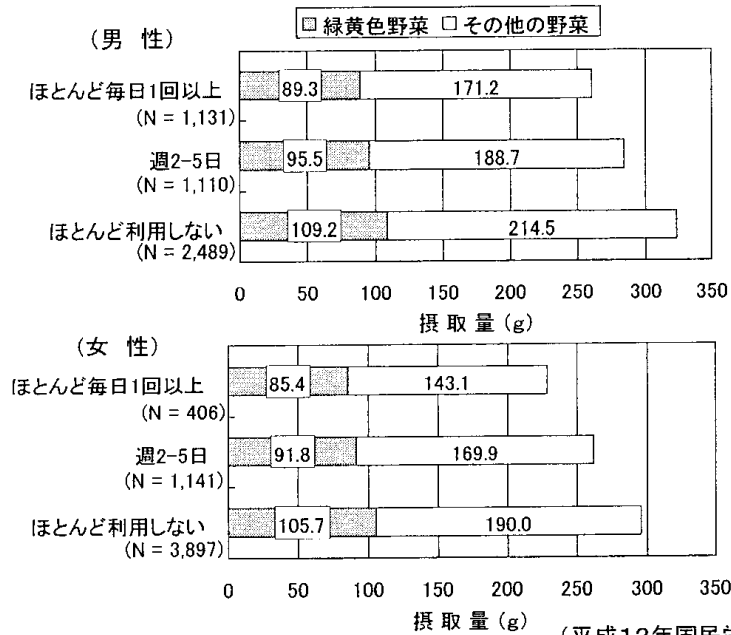 緑黄色野菜 その他の野菜
(男 性)
ほとんど毎日1回以上
(N = 1,131)
89.3 171.2
週2-5日
(N = 1,110)
95.5 188.7
ほとんど利用しない
(N = 2,489)
109.2 214.5
0 50 100 150 200 250 300 350
摂 取 量 (g)
(女 性)
ほとんど毎日1回以上
(N = 406)
85.4 143.1
週2-5日
(N = 1,141)
91.8 169.9
ほとんど利用しない
(N = 3,897)
105.7 190.0
0 50 100 150 200 250 300 350
摂 取 量 (g)